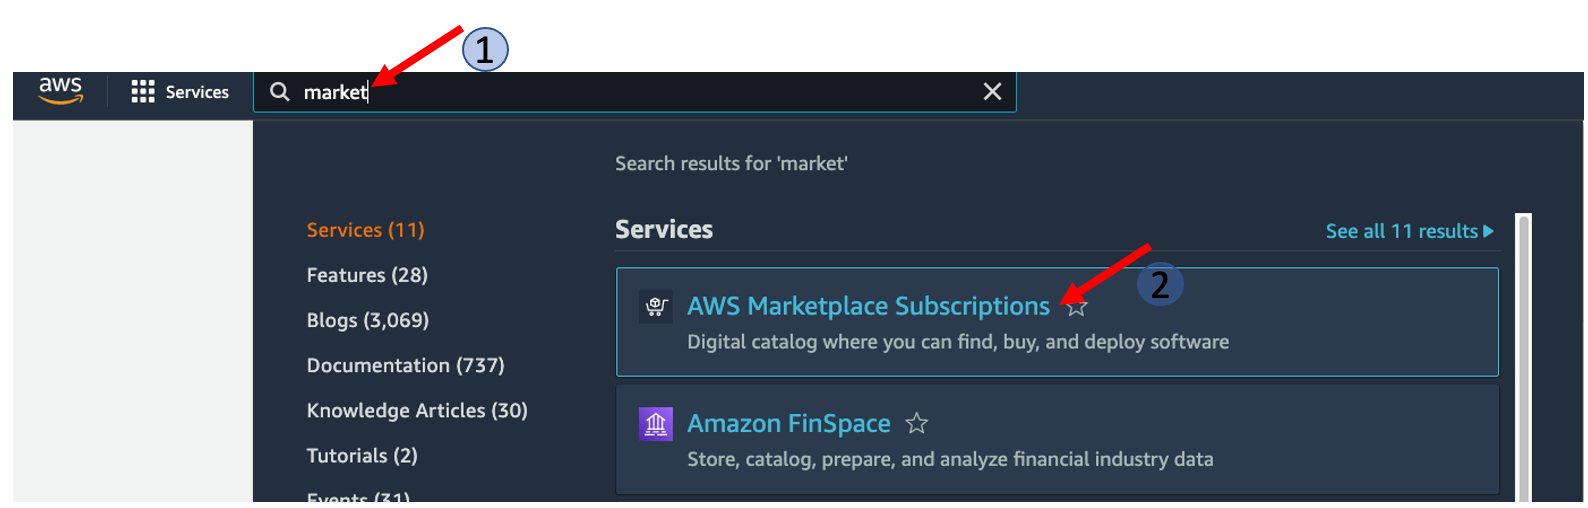 1
aws
Services
market
Search results for 'market'
Services (11)
Features (28)
Blogs (3,069)
Documentation (737)
Knowledge Articles (30)
Tutorials (2)
Events (31)
Services
See all 11 results
2
AWS Marketplace Subscriptions
Digital catalog where you can find, buy, and deploy software
Amazon FinSpace
Store, catalog, prepare, and analyze financial industry data